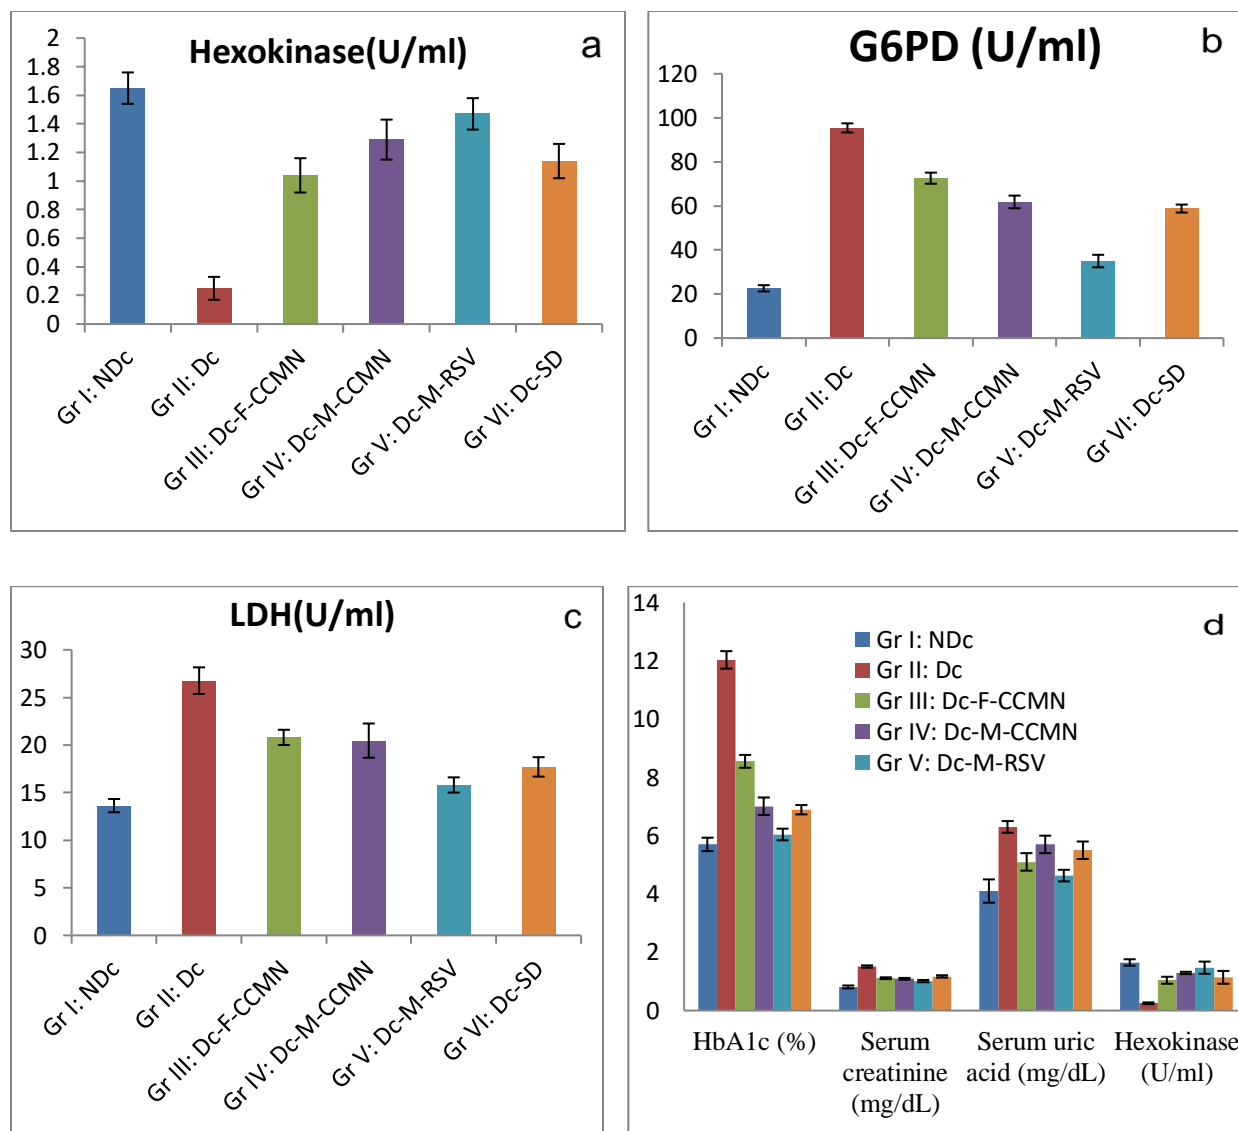 Hexokinase(U/ml)
a
2
1.8
1.6
1.4
1.2
1
0.8
0.6
0.4
0.2
0
Gr I: NDc
Gr II: Dc
Gr III: Dc-F-CCMN
Gr IV: Dc-M-CCMN
Gr V: Dc-M-RSV
Gr VI: Dc-SD
G6PD (U/ml)
b
120
100
80
60
40
20
0
Gr I: NDc
Gr II: Dc
Gr III: Dc-F-CCMN
Gr IV: Dc-M-CCMN
Gr V: Dc-M-RSV
Gr VI: Dc-SD
LDH(U/ml)
c
30
25
20
15
10
5
0
Gr I: NDc
Gr II: Dc
Gr III: Dc-F-CCMN
Gr IV: Dc-M-CCMN
Gr V: Dc-M-RSV
Gr VI: Dc-SD
d
14
12
10
8
6
4
2
0
Gr I: NDc
Gr II: Dc
Gr III: Dc-F-CCMN
Gr IV: Dc-M-CCMN
Gr V: Dc-M-RSV
HbA1c (%)
Serum
creatinine
(mg/dL)
Serum uric
acid (mg/dL)
Hexokinase
(U/ml)